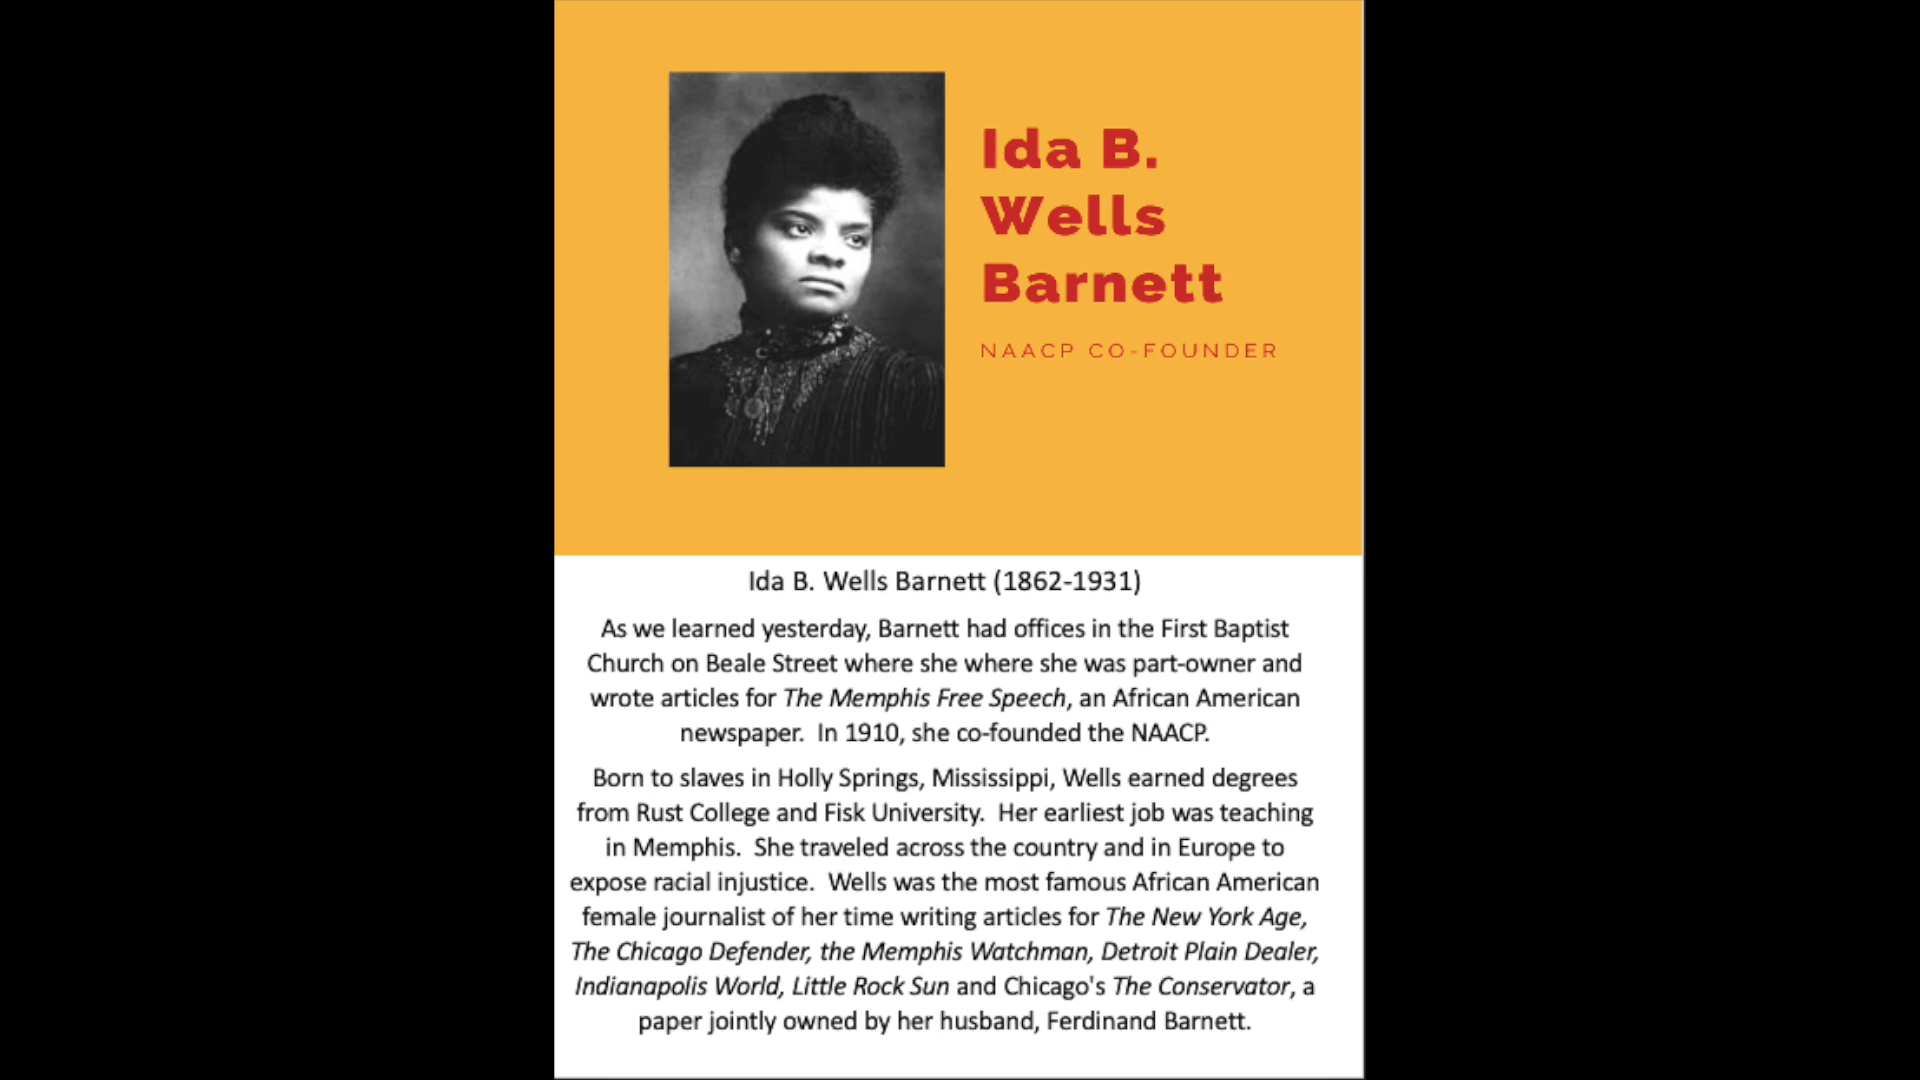 Ida B.
Wells
Barnett
NAACP CO-FOUNDER
Ida B. Wells Barnett (1862-1931)
As we learned yesterday, Barnett had offices in the First Baptist
Church on Beale Street where she where she was part-owner and
wrote articles for The Memphis Free Speech, an African American
newspaper.  In 1910, she co-founded the NAACP.
Born to slaves in Holly Springs, Mississippi, Wells earned degrees
from Rust College and Fisk University.  Her earliest job was teaching
in Memphis.  She traveled across the country and in Europe to
expose racial injustice.  Wells was the most famous African American
female journalist of her time writing articles for The New York Age,
The Chicago Defender, the Memphis Watchman, Detroit Plain Dealer,
Indianapolis World, Little Rock Sun and Chicago's The Conservator, a
paper jointly owned by her husband, Ferdinand Barnett.